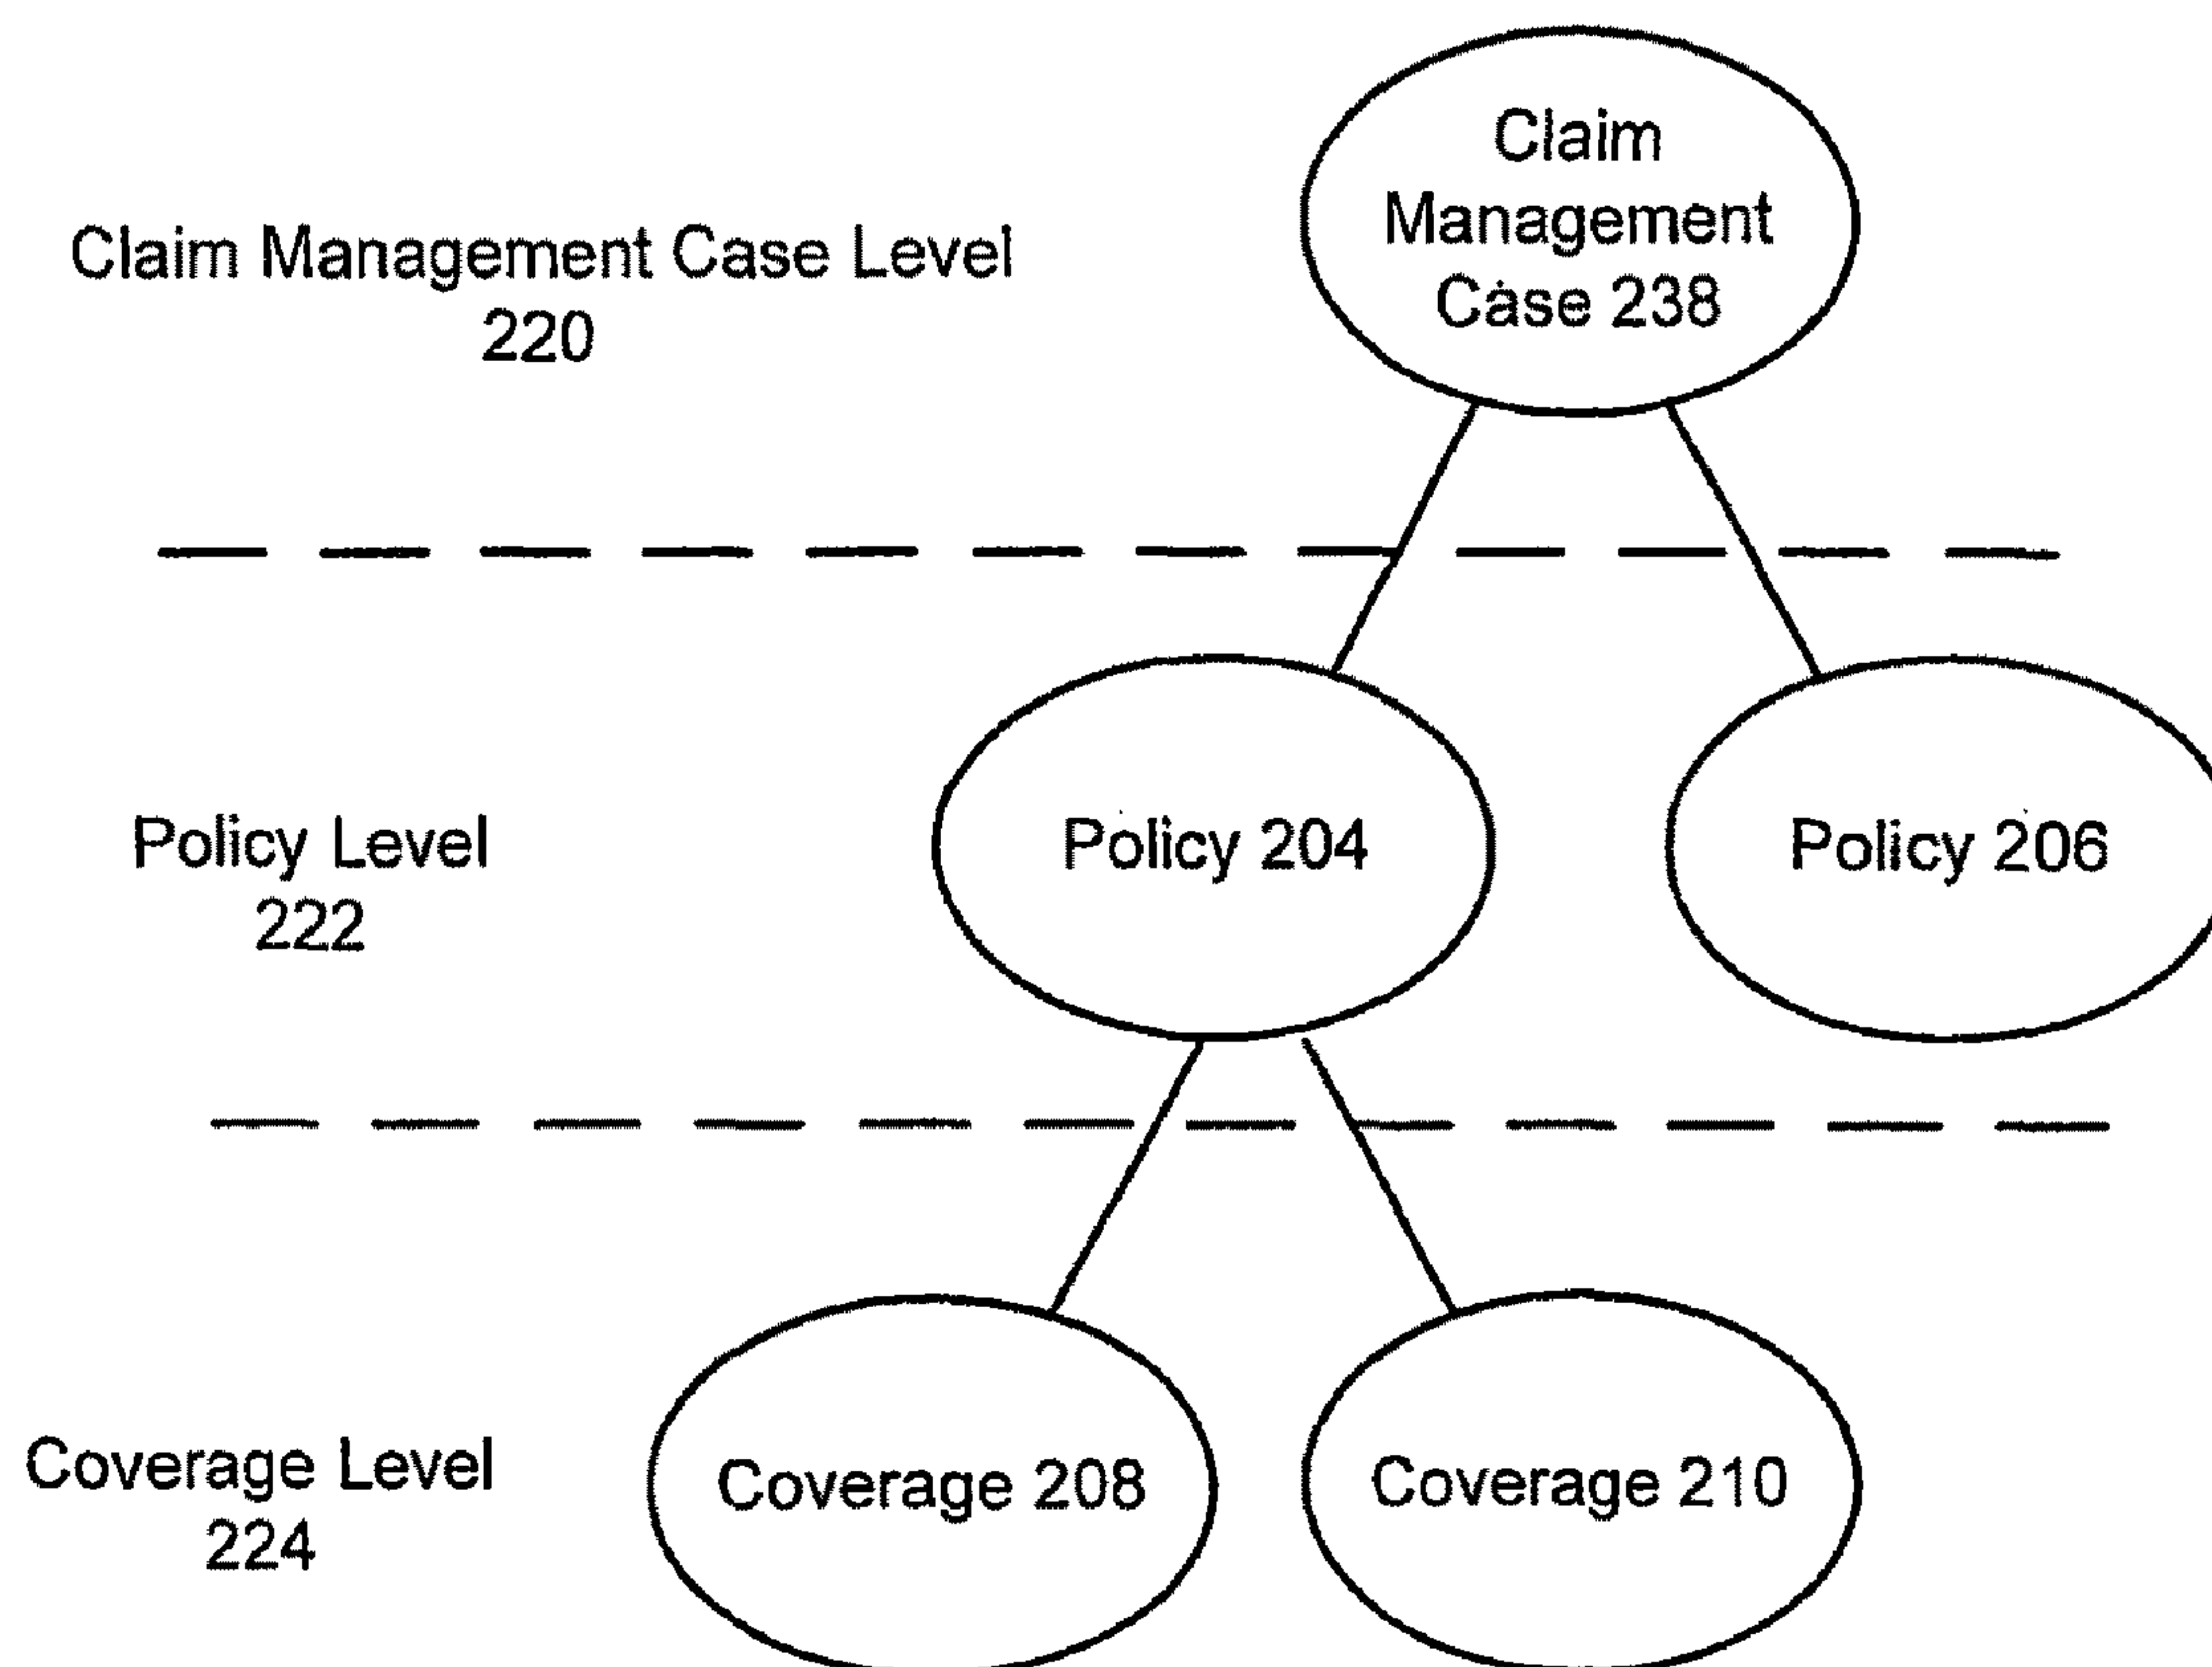 Claim
Management
Case 238
Claim Management Case Level
220
Policy Level
222
Policy 204
Policy 206
Coverage Level
224
Coverage 208
Coverage 210